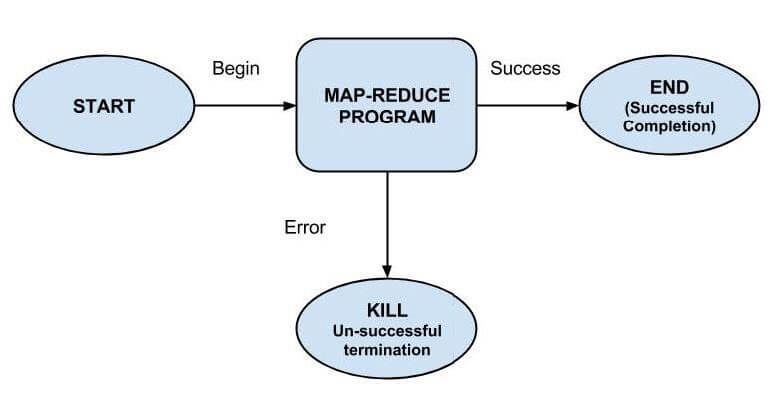 START
Begin
MAP-REDUCE
PROGRAM
Success
END
(Successful
Completion)
Error
KILL
Un-successful
termination